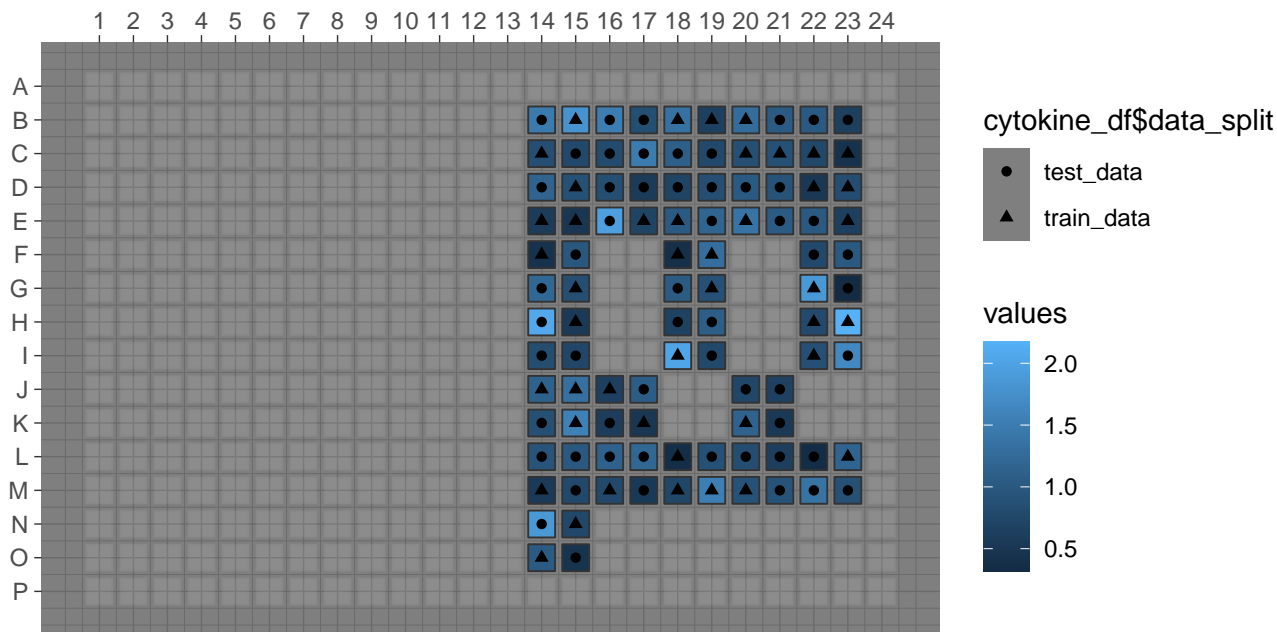 1 2 3 4 5 6 7 8 9 10 11 12 13 14 15 16 17 18 19 20 21 22 23 24
A
B
C
D
E
F
G
H
I
J
K
L
M
N
O
P
cytokine_df$data_split
test_data
train_data
values
2.0
1.5
1.0
0.5